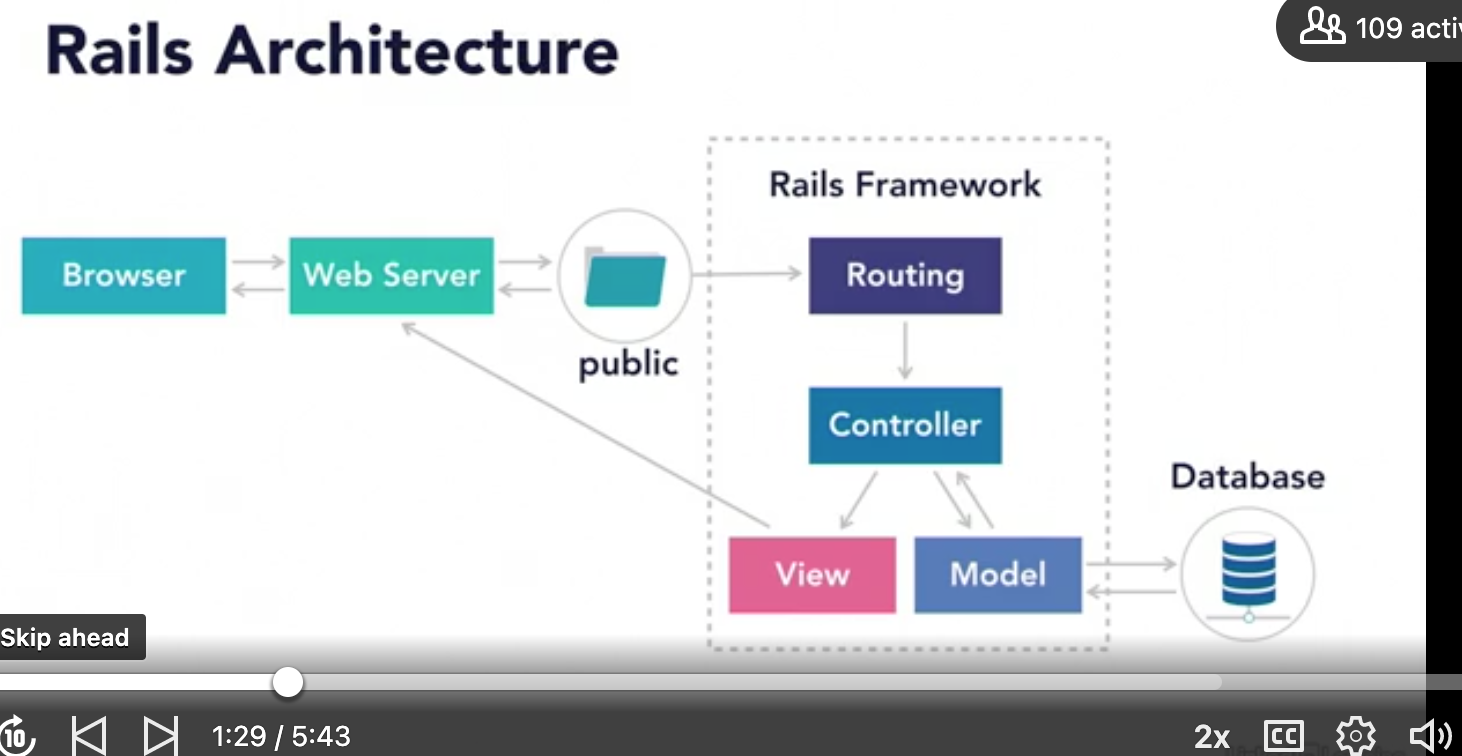 Rails Architecture
109 activ
Rails Framework
Browser
Web Server
Routing
public
Controller
Database
View
Model
Skip ahead
10
1:29 / 5:43
2x
CC